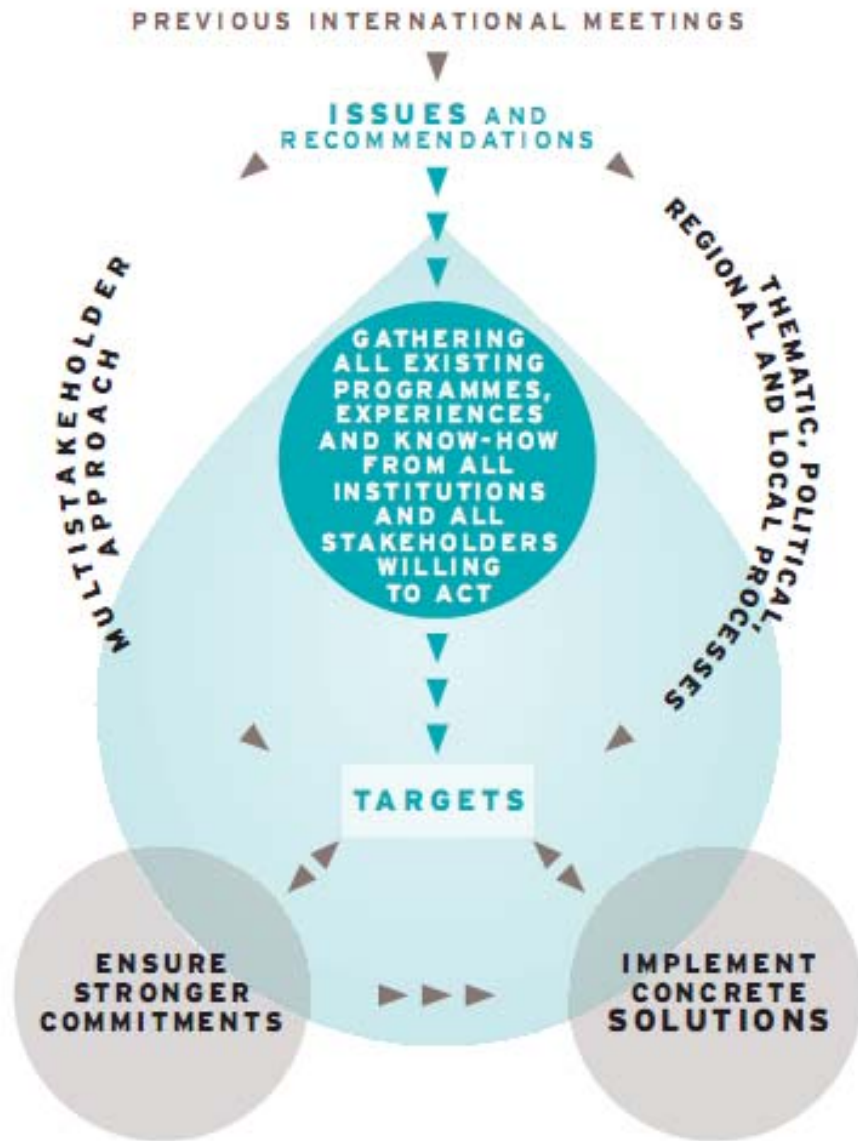 PREVIOUS INTERNATIONAL MEETINGS
ISSUES AND
RECOMMENDATIONS
MULTISTAKEHOLDER
APPROACH
THEMATIC, POLITICAL,
REGIONAL AND LOCAL PROCESSES
GATHERING
ALL EXISTING
PROGRAMMES,
EXPERIENCES
AND KNOW-HOW
FROM ALL
INSTITUTIONS
AND ALL
STAKEHOLDERS
WILLING
TO ACT
TARGETS
ENSURE
STRONGER
COMMITMENTS
IMPLEMENT
CONCRETE
SOLUTIONS